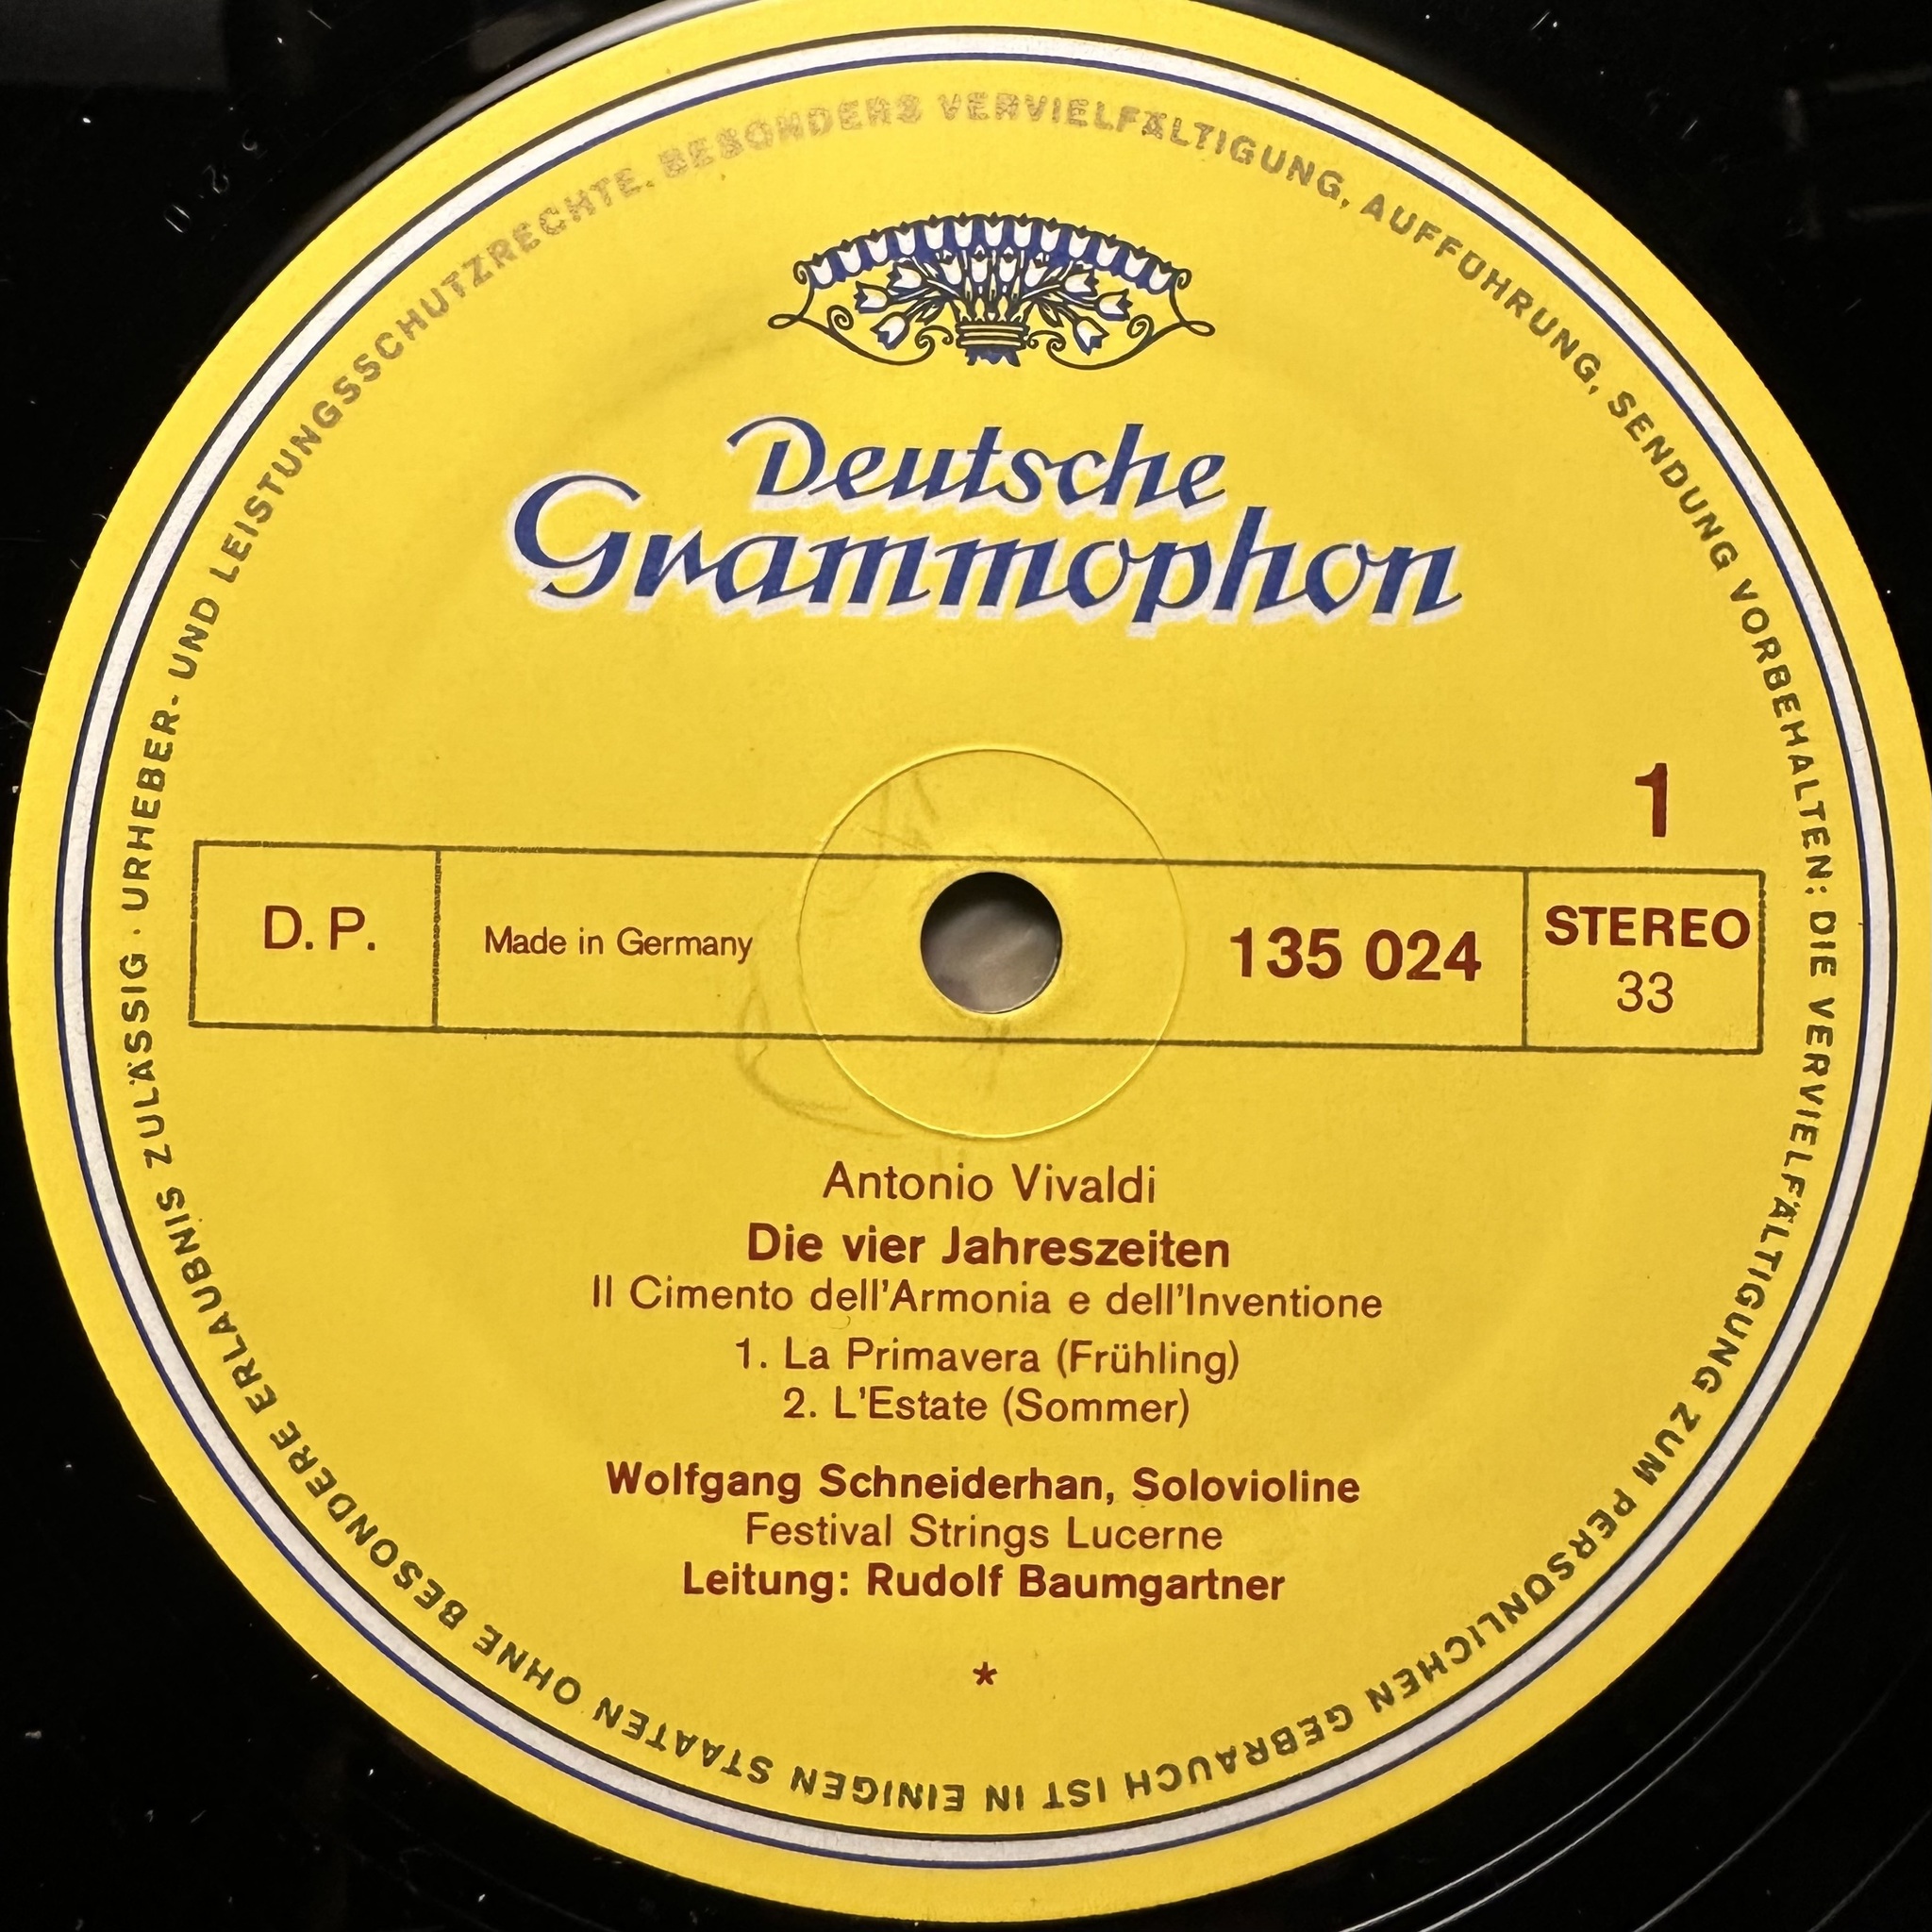 URHEBER- UND LEISTUNGSSCHUTZRECHTE, BESONDERS VERVIELFÄLTIGUNG, AUFFÜHRUNG, SENDUNG VORBEHALTEN; DIE VERVIELFÄLTIGUNG ZUM PERSÖNLICHEN GEBRAUCH IST IN EINIGEN STAATEN OHNE BESONDERE ERLAUBNIS ZULÄSSIG ·
Deutsche
Grammophon
1
D. P.
Made in Germany
135 024
STEREO
33
Antonio Vivaldi
Die vier Jahreszeiten
Il Cimento dell'Armonia e dell'Inventione
1. La Primavera (Frühling)
2. L'Estate (Sommer)
Wolfgang Schneiderhan, Solovioline
Festival Strings Lucerne
Leitung: Rudolf Baumgartner
*